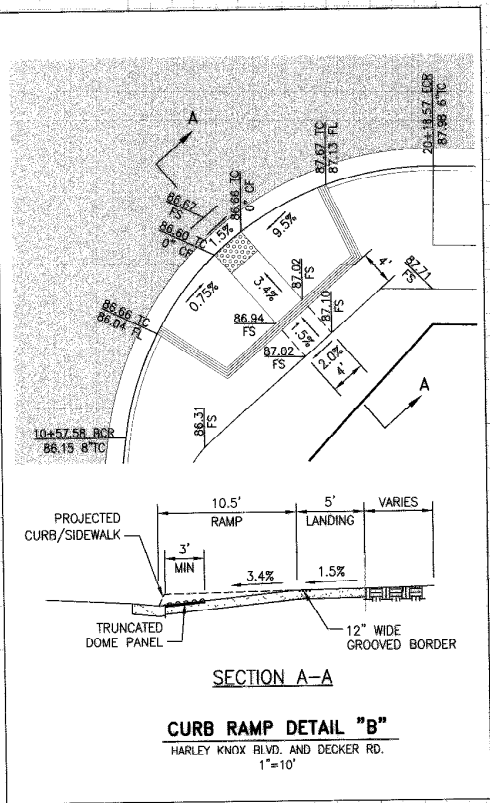 A
20+18.57 ECR
87.98 6"TC
87.67 TC
87.13 FL
86.67
FS
86.66 TC
0" CF
86.60 TC
0" CF
1.5%
9.5%
0.75%
3.4%
87.02
FS
4'
87.71
FS
86.66 TC
86.04 FL
87.10
FS
86.94
FS
1.5%
87.02
FS
2.0%
4'
A
86.31
FS
10+57.58 BCR
86.15 8"TC
10.5'
RAMP
5'
LANDING
VARIES
PROJECTED
CURB/SIDEWALK
3'
MIN
3.4%
1.5%
TRUNCATED
DOME PANEL
12" WIDE
GROOVED BORDER
SECTION A-A
CURB RAMP DETAIL "B"
HARLEY KNOX BLVD. AND DECKER RD.
1"=10'